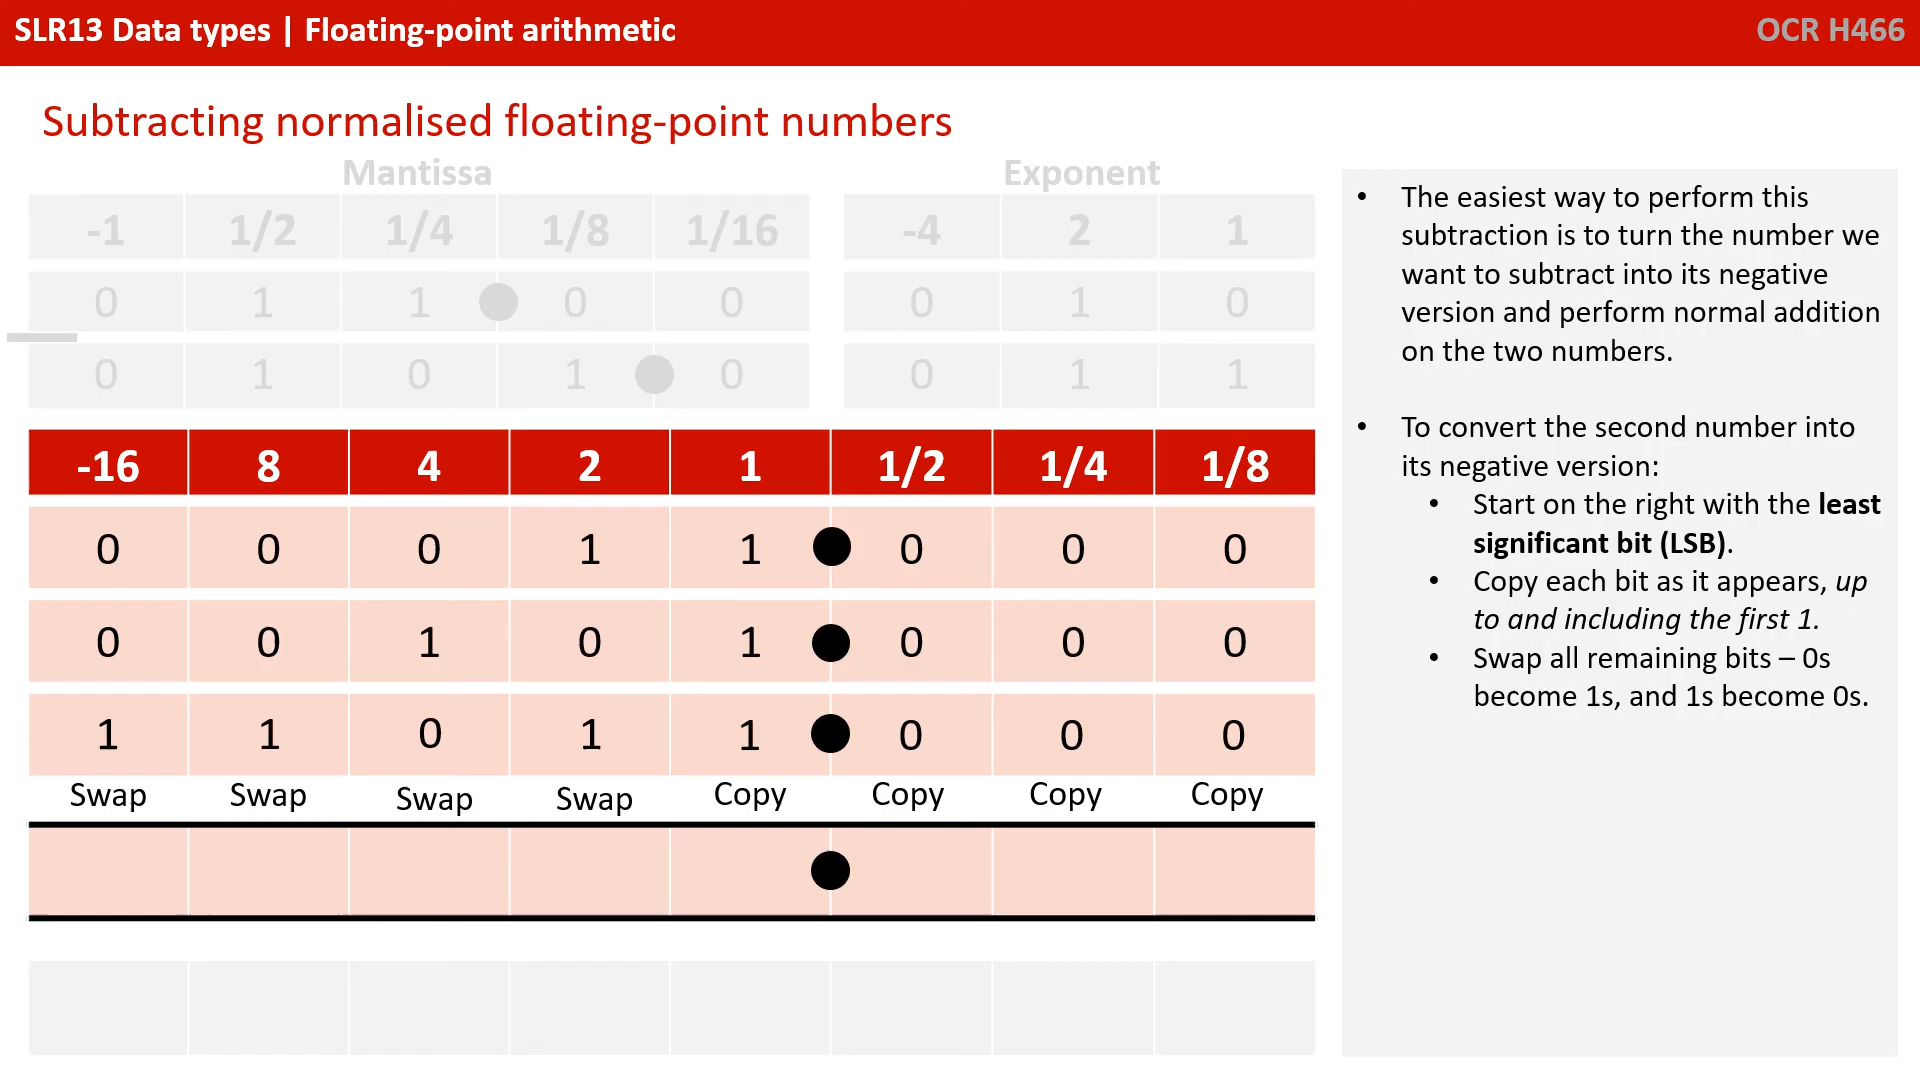 SLR13 Data types | Floating-point arithmetic
OCR H466
Subtracting normalised floating-point numbers
Mantissa Exponent
-1 1/2 1/4 1/8 1/16 -4 2 1
0 1 1 0 0 0 1 0
0 1 0 1 0 0 1 1
-16 8 4 2 1 1/2 1/4 1/8
0 0 0 1 1 0 0 0
0 0 1 0 1 0 0 0
1 1 0 1 1 0 0 0
Swap Swap Swap Swap Copy Copy Copy Copy
• The easiest way to perform this
subtraction is to turn the number we
want to subtract into its negative
version and perform normal addition
on the two numbers.
• To convert the second number into
its negative version:
• Start on the right with the least
significant bit (LSB).
• Copy each bit as it appears, up
to and including the first 1.
• Swap all remaining bits – 0s
become 1s, and 1s become 0s.